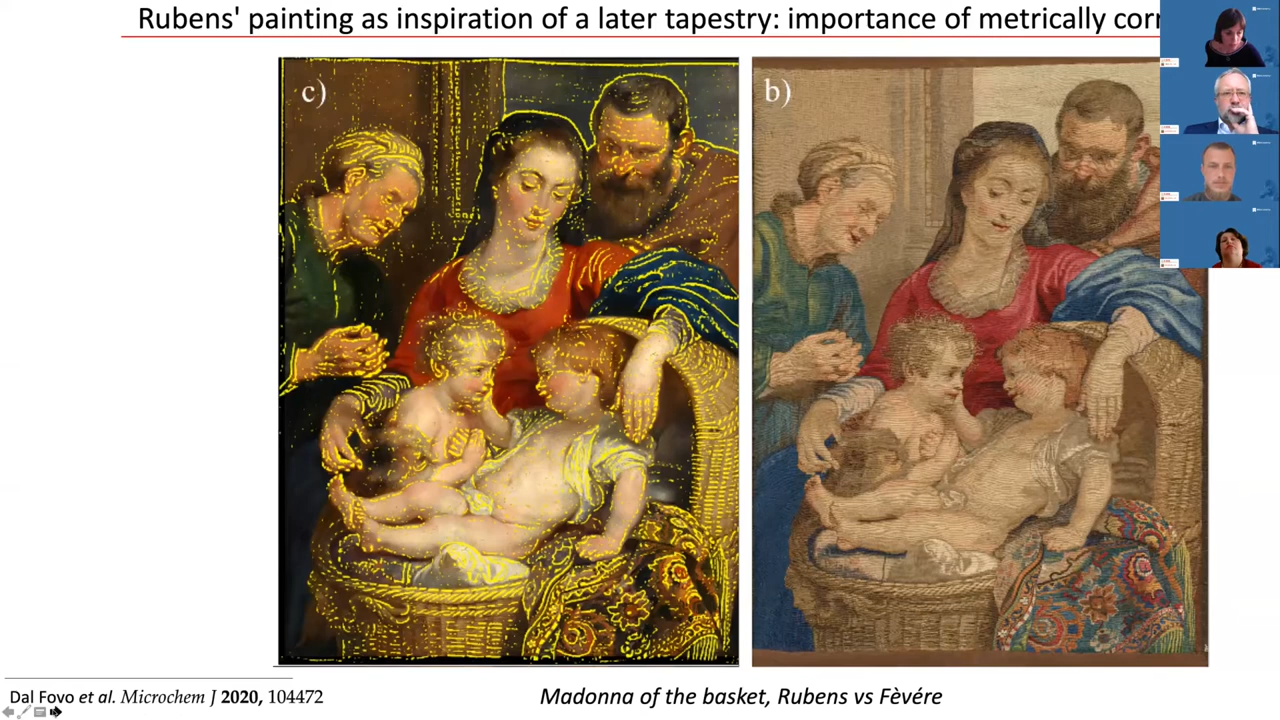 Rubens' painting as inspiration of a later tapestry: importance of metrically
c)
b)
Dal Fovo et al. Microchem J 2020, 104472
Madonna of the basket, Rubens vs Fèvére